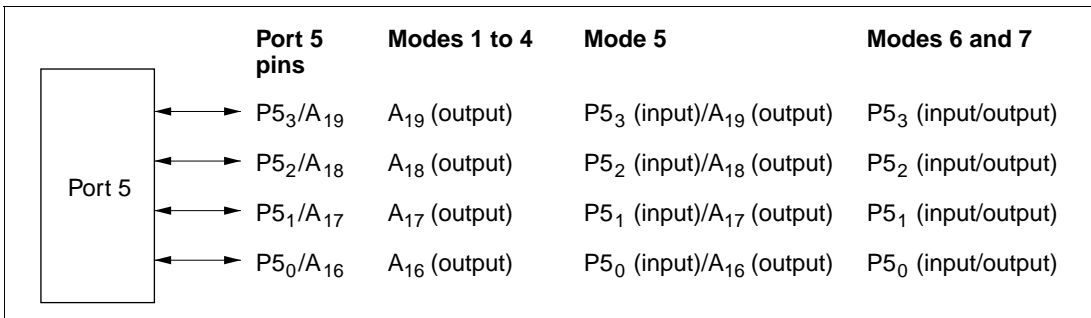 Port 5 pins Modes 1 to 4 Mode 5 Modes 6 and 7
P5₃/A₁₉ A₁₉ (output) P5₃ (input)/A₁₉ (output) P5₃ (input/output)
P5₂/A₁₈ A₁₈ (output) P5₂ (input)/A₁₈ (output) P5₂ (input/output)
Port 5
P5₁/A₁₇ A₁₇ (output) P5₁ (input)/A₁₇ (output) P5₁ (input/output)
P5₀/A₁₆ A₁₆ (output) P5₀ (input)/A₁₆ (output) P5₀ (input/output)